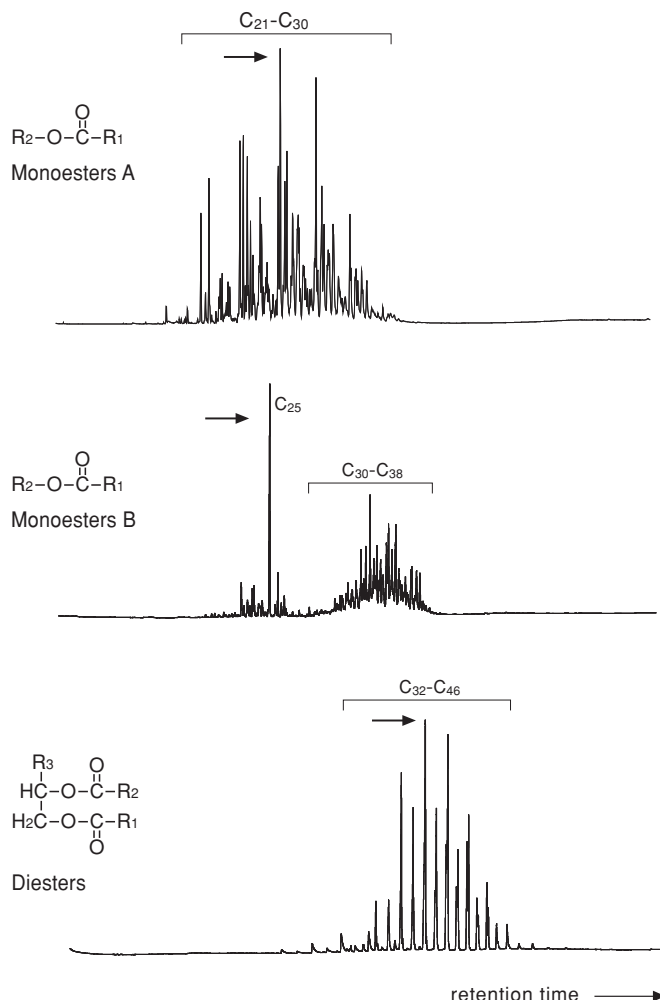 C₂₁-C₃₀
O
R₂-O-C-R₁
Monoesters A
C₂₅
O
C₃₀-C₃₈
R₂-O-C-R₁
Monoesters B
C₃₂-C₄₆
R₃ O
HC-O-C-R₂
H₂C-O-C-R₁
O
Diesters
retention time